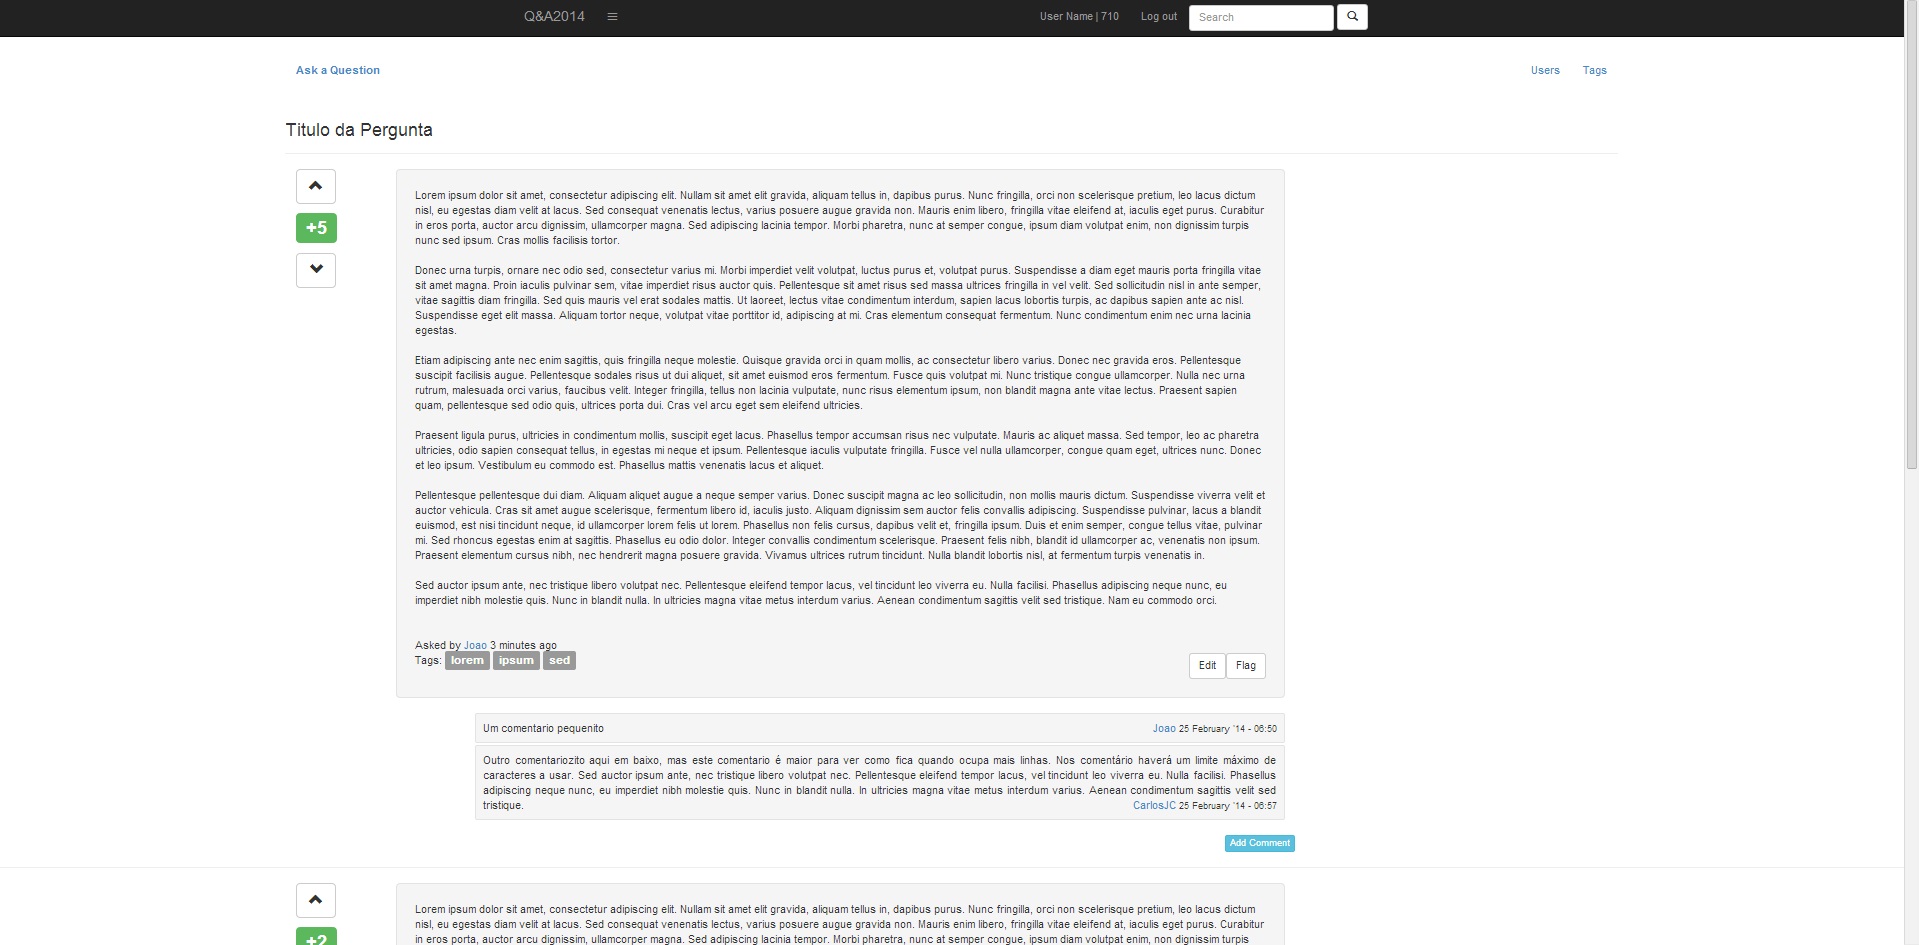 Q&A2014
User Name | 710 Log out Search
Ask a Question
Users Tags
Titulo da Pergunta
+5
Lorem ipsum dolor sit amet, consectetur adipiscing elit. Nullam sit amet elit gravida, aliquam tellus in, dapibus purus. Nunc fringilla, orci non scelerisque pretium, leo lacus dictum
nisl, eu egestas diam velit at lacus. Sed consequat venenatis lectus, varius posuere augue gravida non. Mauris enim libero, fringilla vitae eleifend at, iaculis eget purus. Curabitur
in eros porta, auctor arcu dignissim, ullamcorper magna. Sed adipiscing lacinia tempor. Morbi pharetra, nunc at semper congue, ipsum diam volutpat enim, non dignissim turpis
nunc sed ipsum. Cras mollis facilisis tortor.
Donec urna turpis, ornare nec odio sed, consectetur varius mi. Morbi imperdiet velit volutpat, luctus purus et, volutpat purus. Suspendisse a diam eget mauris porta fringilla vitae
sit amet magna. Proin iaculis pulvinar sem, vitae imperdiet risus auctor quis. Pellentesque sit amet risus sed massa ultrices fringilla in vel velit. Sed sollicitudin nisl in ante semper,
vitae sagittis diam fringilla. Sed quis mauris vel erat sodales mattis. Ut laoreet, lectus vitae condimentum interdum, sapien lacus lobortis turpis, ac dapibus sapien ante ac nisl.
Suspendisse eget elit massa. Aliquam tortor neque, volutpat vitae porttitor id, adipiscing at mi. Cras elementum consequat fermentum. Nunc condimentum enim nec urna lacinia
egestas.
Etiam adipiscing ante nec enim sagittis, quis fringilla neque molestie. Quisque gravida orci in quam mollis, ac consectetur libero varius. Donec nec gravida eros. Pellentesque
suscipit facilisis augue. Pellentesque sodales risus ut dui aliquet, sit amet euismod eros fermentum. Fusce quis volutpat mi. Nunc tristique congue ullamcorper. Nulla nec urna
rutrum, malesuada orci varius, faucibus velit. Integer fringilla, tellus non lacinia vulputate, nunc risus elementum ipsum, non blandit magna ante vitae lectus. Praesent sapien
quam, pellentesque sed odio quis, ultrices porta dui. Cras vel arcu eget sem eleifend ultricies.
Praesent ligula purus, ultricies in condimentum mollis, suscipit eget lacus. Phasellus tempor accumsan risus nec vulputate. Mauris ac aliquet massa. Sed tempor, leo ac pharetra
ultricies, odio sapien consequat tellus, in egestas mi neque et ipsum. Pellentesque iaculis vulputate fringilla. Fusce vel nulla ullamcorper, congue quam eget, ultrices nunc. Donec
et leo ipsum. Vestibulum eu commodo est. Phasellus mattis venenatis lacus et aliquet.
Pellentesque pellentesque dui diam. Aliquam aliquet augue a neque semper varius. Donec suscipit magna ac leo sollicitudin, non mollis mauris dictum. Suspendisse viverra velit et
auctor vehicula. Cras sit amet augue scelerisque, fermentum libero id, iaculis justo. Aliquam dignissim sem auctor felis convallis adipiscing. Suspendisse pulvinar, lacus a blandit
euismod, est nisi tincidunt neque, id ullamcorper lorem felis ut lorem. Phasellus non felis cursus, dapibus velit et, fringilla ipsum. Duis et enim semper, congue tellus vitae, pulvinar
mi. Sed rhoncus egestas enim at sagittis. Phasellus eu odio dolor. Integer convallis condimentum scelerisque. Praesent felis nibh, blandit id ullamcorper ac, venenatis non ipsum.
Praesent elementum cursus nibh, nec hendrerit magna posuere gravida. Vivamus ultrices rutrum tincidunt. Nulla blandit lobortis nisl, at fermentum turpis venenatis in.
Sed auctor ipsum ante, nec tristique libero volutpat nec. Pellentesque eleifend tempor lacus, vel tincidunt leo viverra eu. Nulla facilisi. Phasellus adipiscing neque nunc, eu
imperdiet nibh molestie quis. Nunc in blandit nulla. In ultricies magna vitae metus interdum varius. Aenean condimentum sagittis velit sed tristique. Nam eu commodo orci.
Asked by Joao 3 minutes ago
Tags: lorem ipsum sed
Edit Flag
Um comentario pequenito Joao 25 February '14 - 06:50
Outro comentariozito aqui em baixo, mas este comentario é maior para ver como fica quando ocupa mais linhas. Nos comentário haverá um limite máximo de
caracteres a usar. Sed auctor ipsum ante, nec tristique libero volutpat nec. Pellentesque eleifend tempor lacus, vel tincidunt leo viverra eu. Nulla facilisi. Phasellus
adipiscing neque nunc, eu imperdiet nibh molestie quis. Nunc in blandit nulla. In ultricies magna vitae metus interdum varius. Aenean condimentum sagittis velit sed
tristique. CarlosJC 25 February '14 - 06:57
Add Comment
+2
Lorem ipsum dolor sit amet, consectetur adipiscing elit. Nullam sit amet elit gravida, aliquam tellus in, dapibus purus. Nunc fringilla, orci non scelerisque pretium, leo lacus dictum
nisl, eu egestas diam velit at lacus. Sed consequat venenatis lectus, varius posuere augue gravida non. Mauris enim libero, fringilla vitae eleifend at, iaculis eget purus. Curabitur
in eros porta, auctor arcu dignissim, ullamcorper magna. Sed adipiscing lacinia tempor. Morbi pharetra, nunc at semper congue, ipsum diam volutpat enim, non dignissim turpis